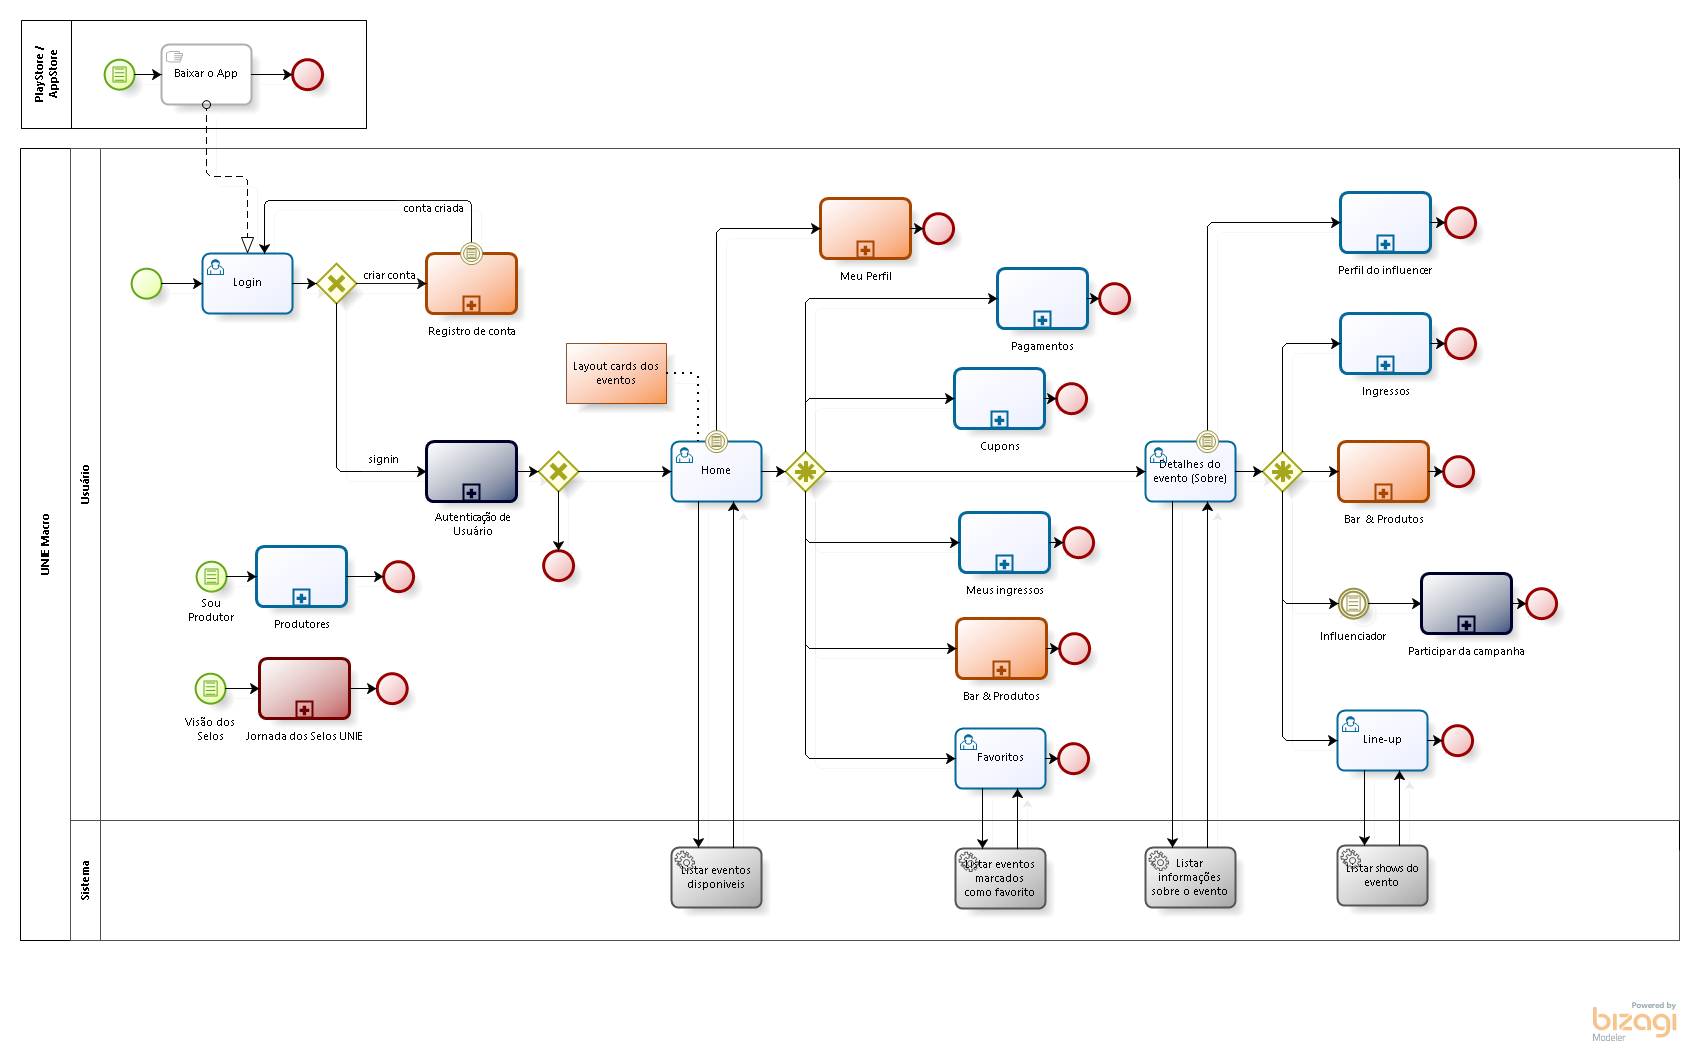 PlayStore /
AppStore
Baixar o App
UNIE Macro
Usuário
Sistema
conta criada
Login
criar conta
Registro de conta
signin
Autenticação de
Usuário
Layout cards dos
eventos
Home
Meu Perfil
Pagamentos
Cupons
Meus ingressos
Bar & Produtos
Favoritos
Detalhes do
evento (Sobre)
Perfil do influencer
Ingressos
Bar & Produtos
Influenciador
Participar da campanha
Line-up
Sou
Produtor
Produtores
Visão dos
Selos
Jornada dos Selos UNIE
Listar eventos
disponiveis
Listar eventos
marcados
como favorito
Listar
informações
sobre o evento
Listar shows do
evento
Powered by
bizagi
Modeler